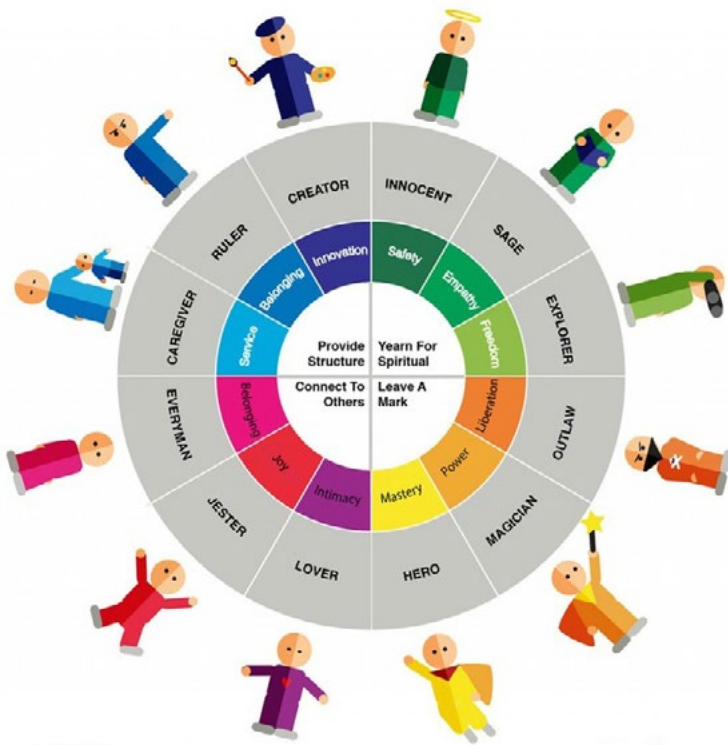 CREATOR
INNOCENT
RULER
SAGE
CAREGIVER
EXPLORER
EVERYMAN
OUTLAW
JESTER
MAGICIAN
LOVER
HERO
Innovation
Safety
Belonging
Empathy
Service
Freedom
Belonging
Liberation
Joy
Power
Intimacy
Mastery
Provide
Structure
Yearn For
Spiritual
Connect To
Others
Leave A
Mark